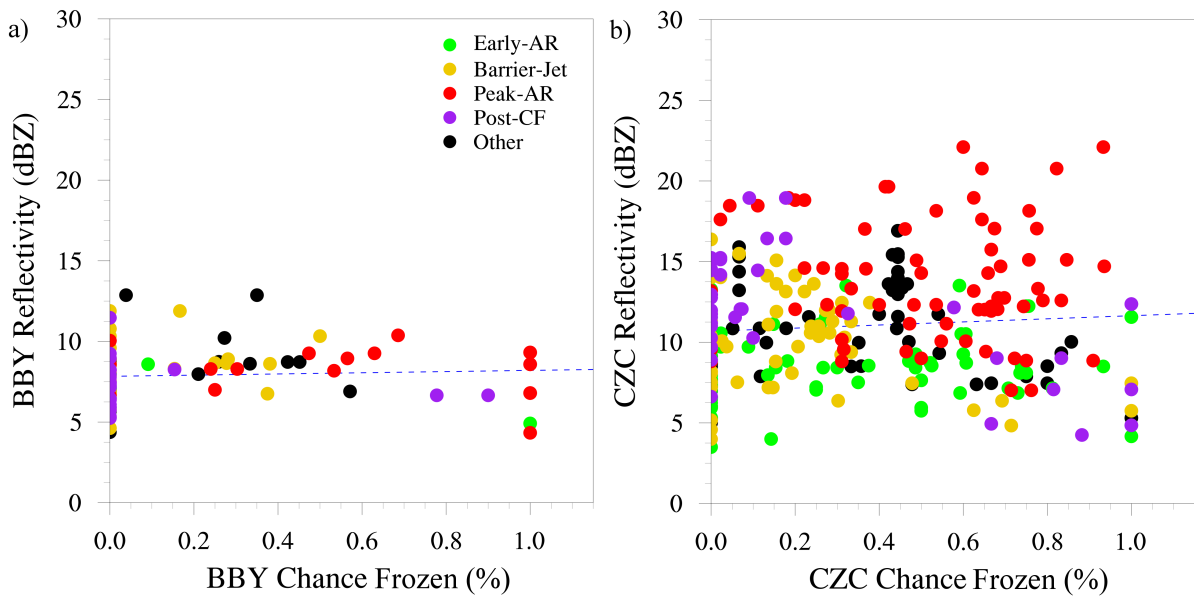 a)
30
25
20
15
10
5
0
BBY Reflectivity (dBZ)
Early-AR
Barrier-Jet
Peak-AR
Post-CF
Other
0.0 0.2 0.4 0.6 0.8 1.0
BBY Chance Frozen (%)
b)
30
25
20
15
10
5
0
CZC Reflectivity (dBZ)
0.0 0.2 0.4 0.6 0.8 1.0
CZC Chance Frozen (%)